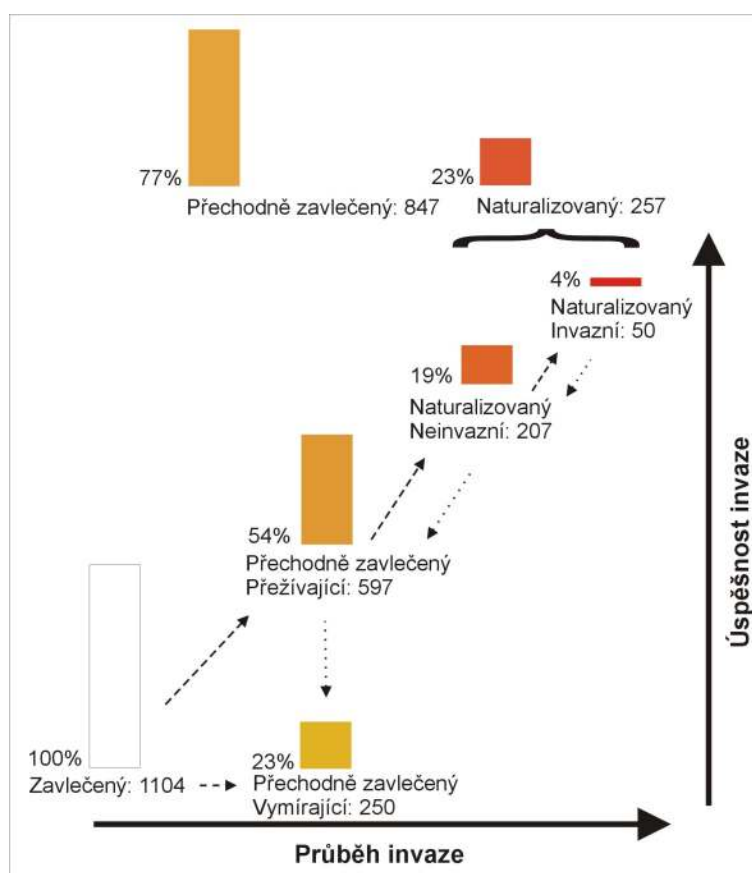 77%
Přechodně zavlečený: 847
23%
Naturalizovaný: 257
4%
Naturalizovaný
Invazní: 50
19%
Naturalizovaný
Neinvazní: 207
54%
Přechodně zavlečený
Přežívající: 597
100%
Zavlečený: 1104
23%
Přechodně zavlečený
Vymírající: 250
Průběh invaze
Úspěšnost invaze